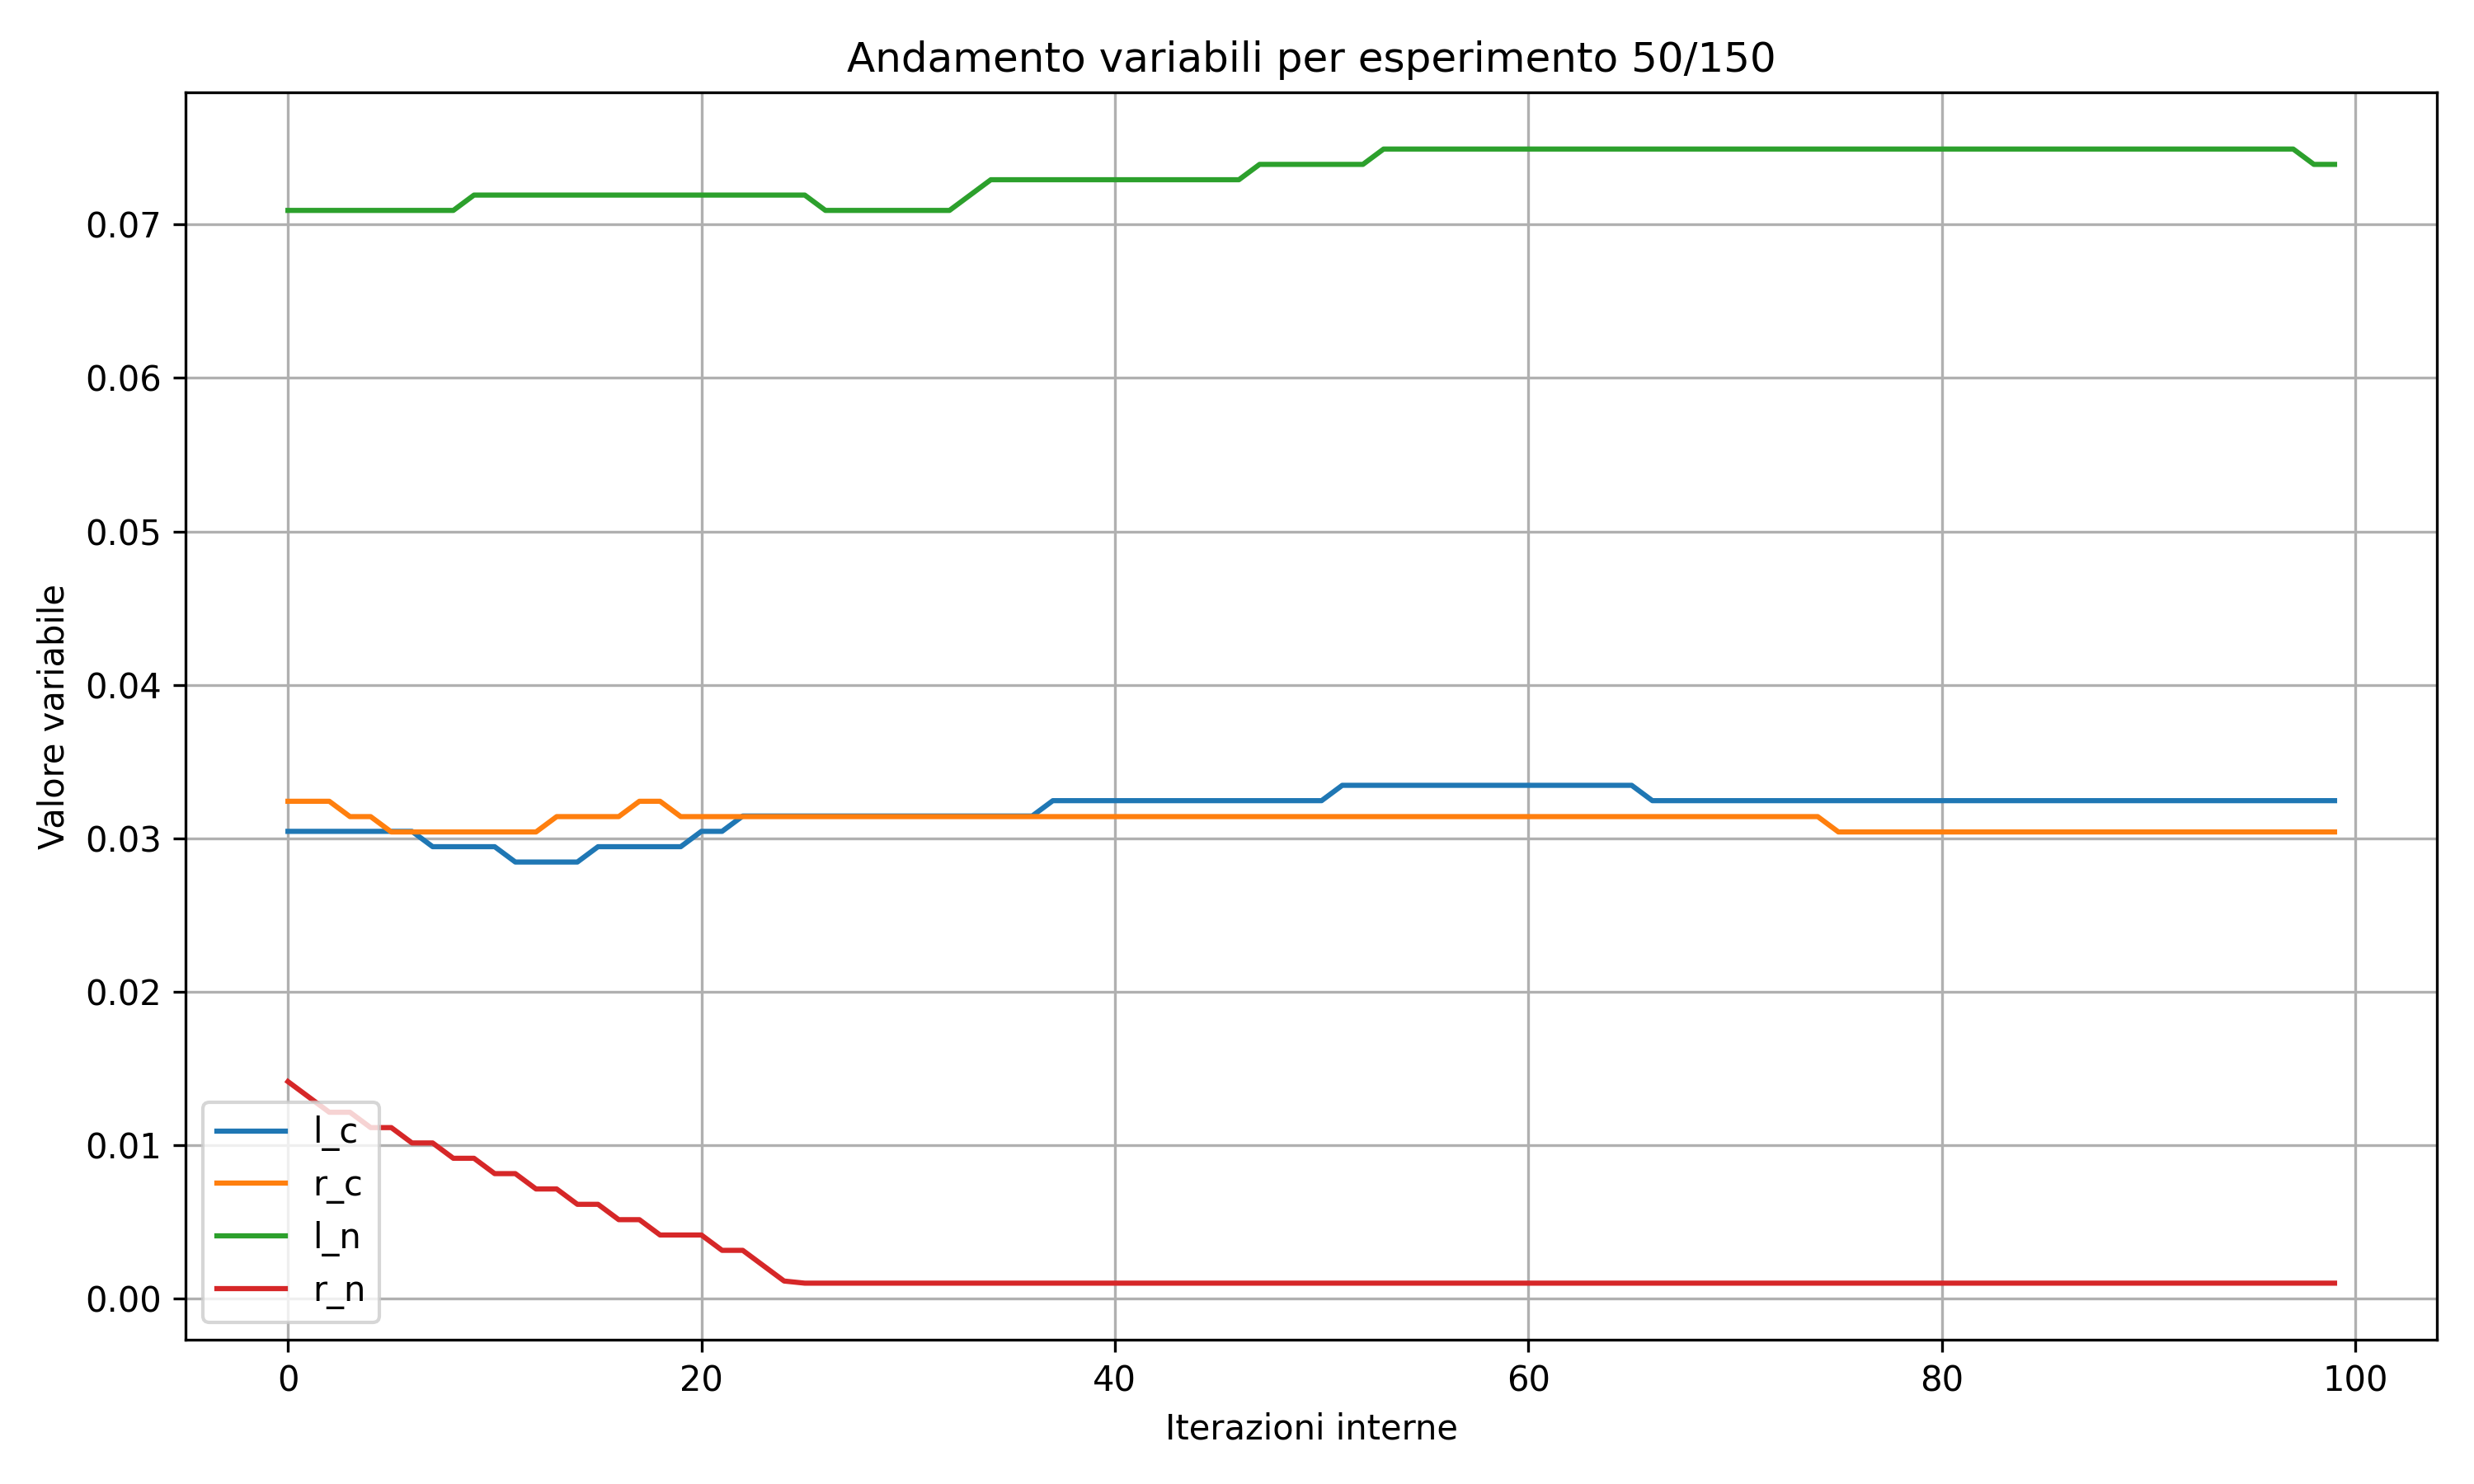 Andamento variabili per esperimento 50/150
Valore variabile
0.07
0.06
0.05
0.04
0.03
0.02
0.01
0.00
l_c
r_c
l_n
r_n
0 20 40 60 80 100
Iterazioni interne